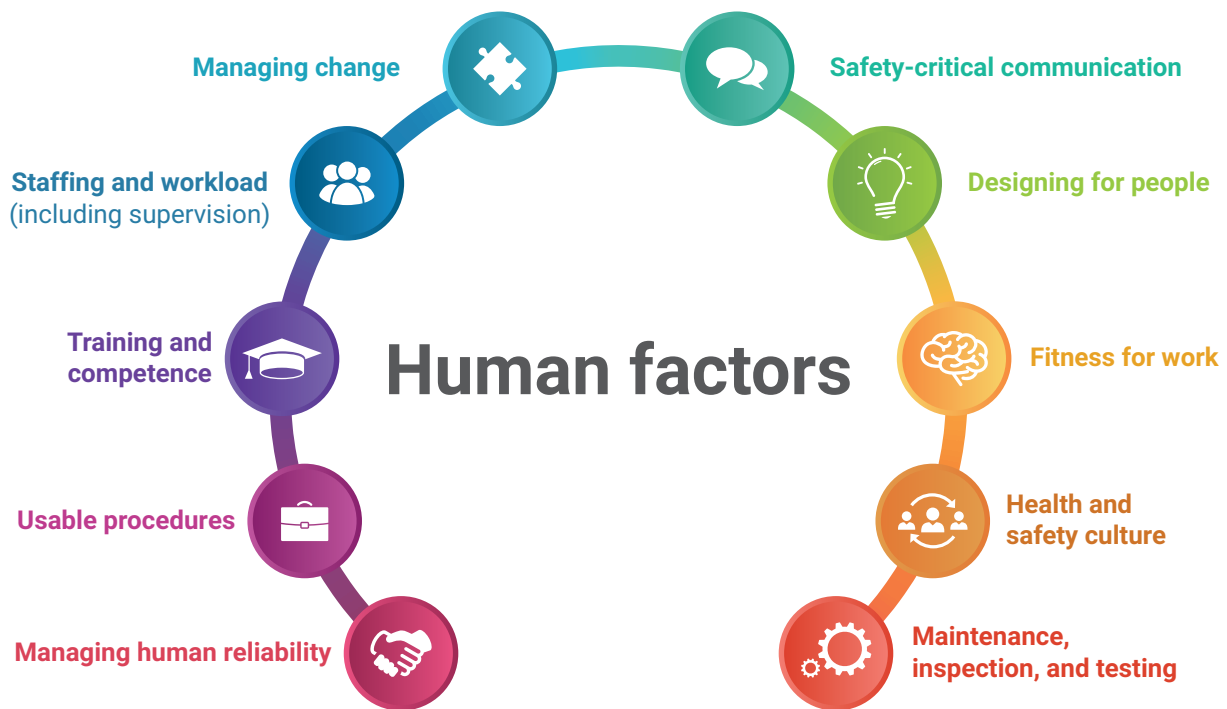 Managing change
Safety-critical communication
Staffing and workload
(including supervision)
Designing for people
Training and
competence
Human factors
Fitness for work
Usable procedures
Health and
safety culture
Managing human reliability
Maintenance,
inspection, and testing